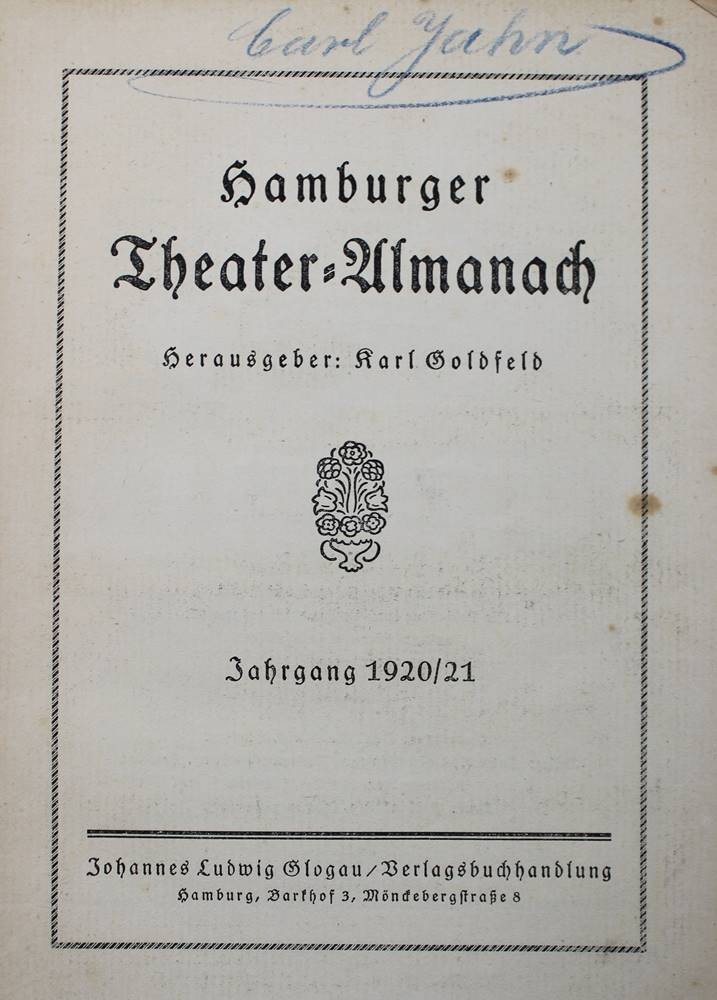 Carl Jahn
Hamburger
Theater-Almanach
Herausgeber: Karl Goldfeld
Jahrgang 1920/21
Johannes Ludwig Glogau/Verlagsbuchhandlung
Hamburg, Barkhof 3, Mönckebergstraße 8